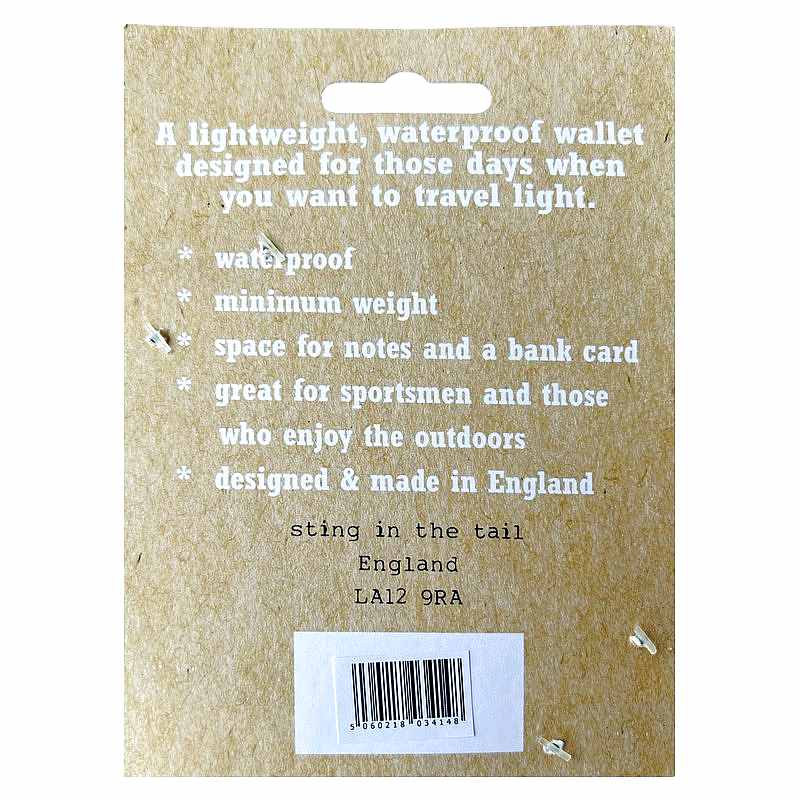 A lightweight, waterproof wallet
designed for those days when
you want to travel light.
* waterproof
* minimum weight
* space for notes and a bank card
* great for sportsmen and those
who enjoy the outdoors
* designed & made in England
sting in the tail
England
LA12 9RA
5 060218 034148